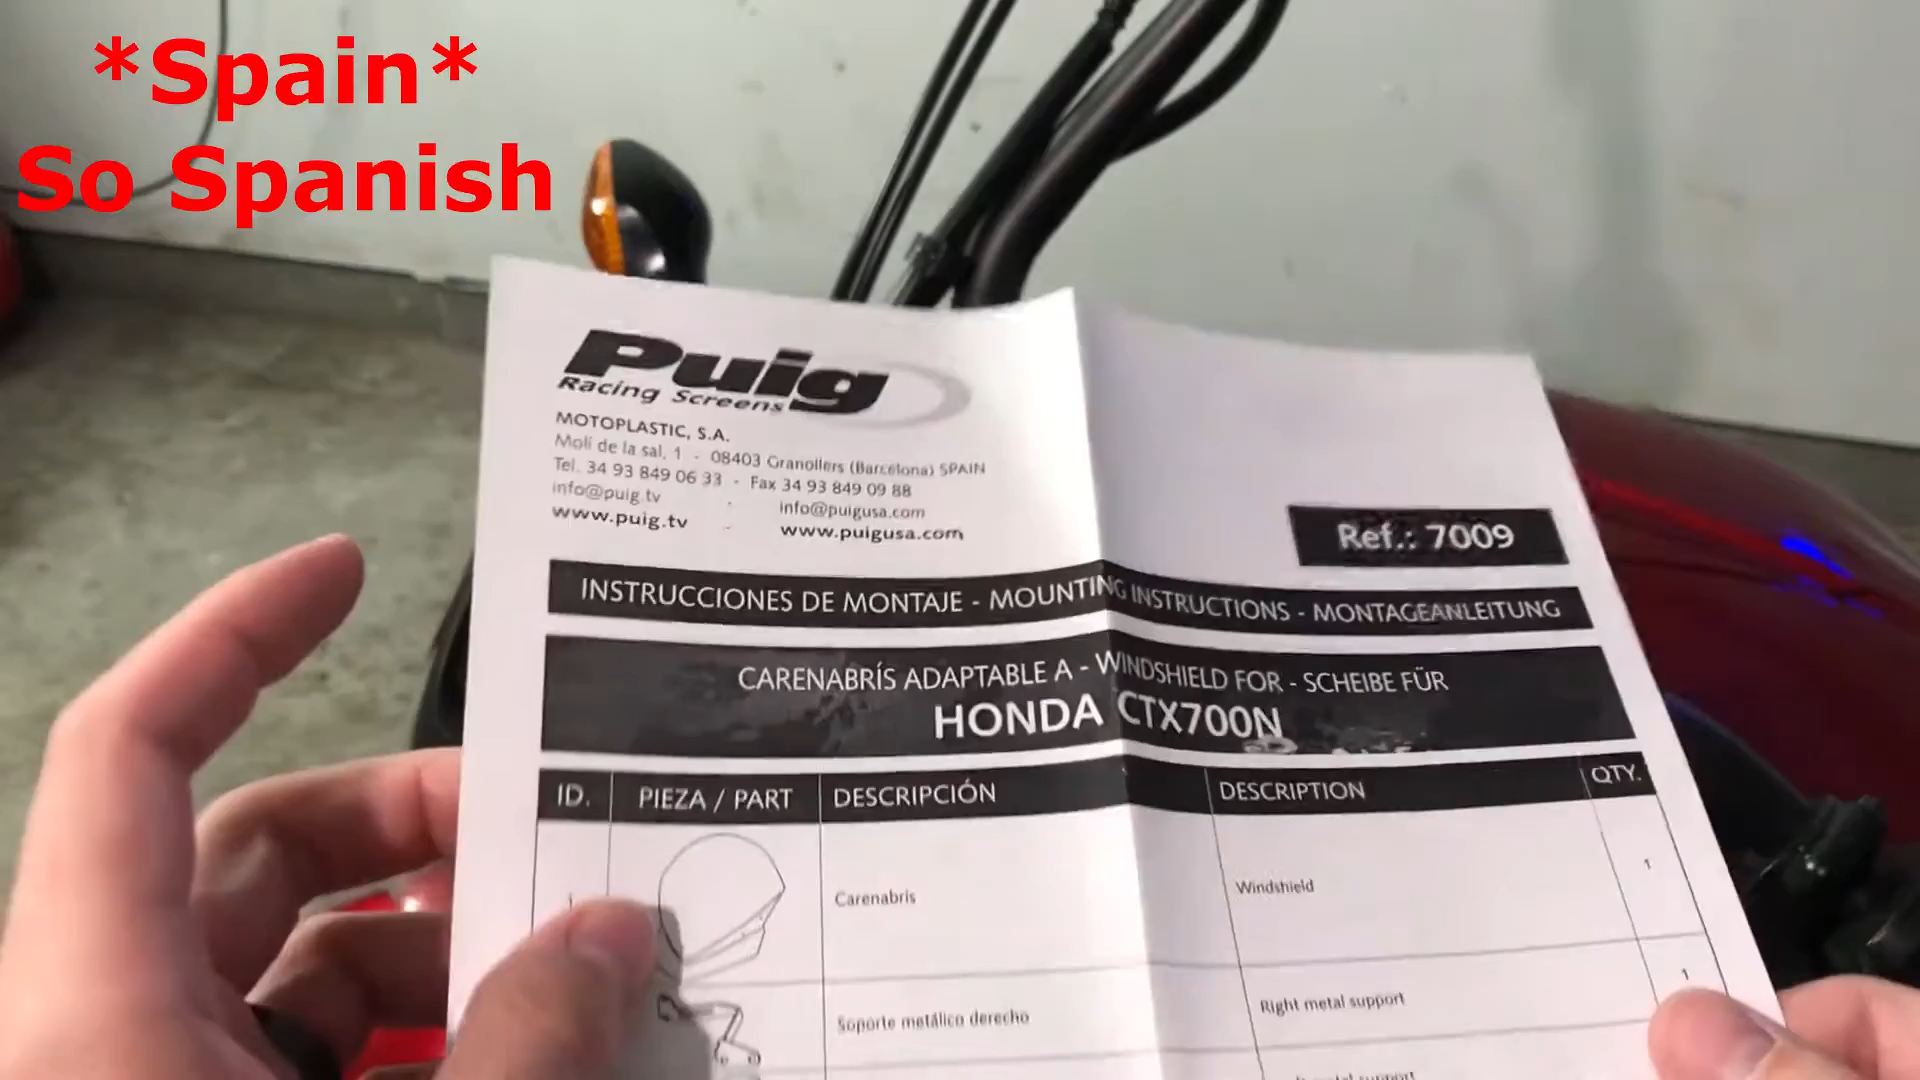 *Spain*
So Spanish
Puig
Racing Screens
MOTOPLASTIC, S.A.
Molí de la sal, 1 - 08403 Granollers (Barcelona) SPAIN
Tel. 34 93 849 06 33 - Fax 34 93 849 09 88
info@puig.tv - info@puigusa.com
www.puig.tv - www.puigusa.com
Ref.: 7009
INSTRUCCIONES DE MONTAJE - MOUNTING INSTRUCTIONS - MONTAGEANLEITUNG
CARENABRÍS ADAPTABLE A - WINDSHIELD FOR - SCHEIBE FÜR
HONDA CTX700N
ID. PIEZA / PART DESCRIPCIÓN DESCRIPTION QTY.
1 Carenabris Windshield 1
Soporte metálico derecho Right metal support 1
metal support